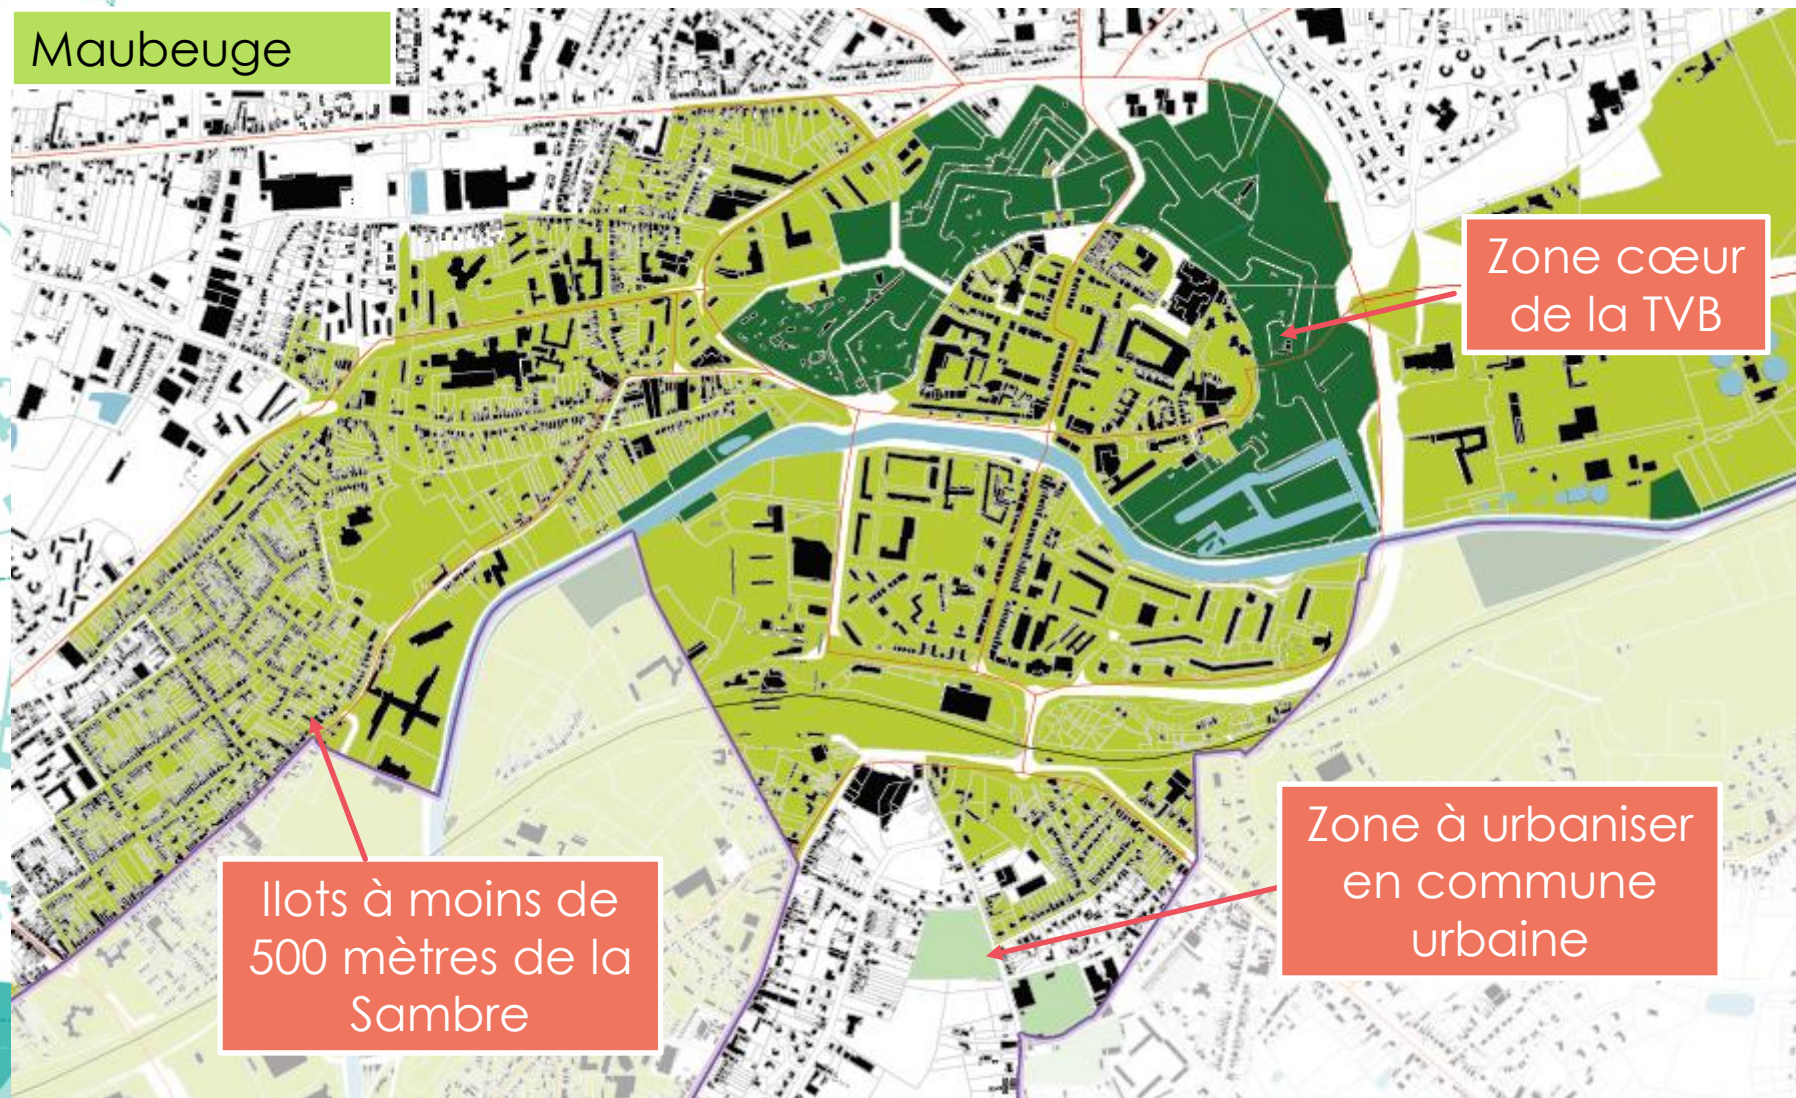 Maubeuge
Zone cœur
de la TVB
Zone à urbaniser
en commune
urbaine
Ilots à moins de
500 mètres de la
Sambre